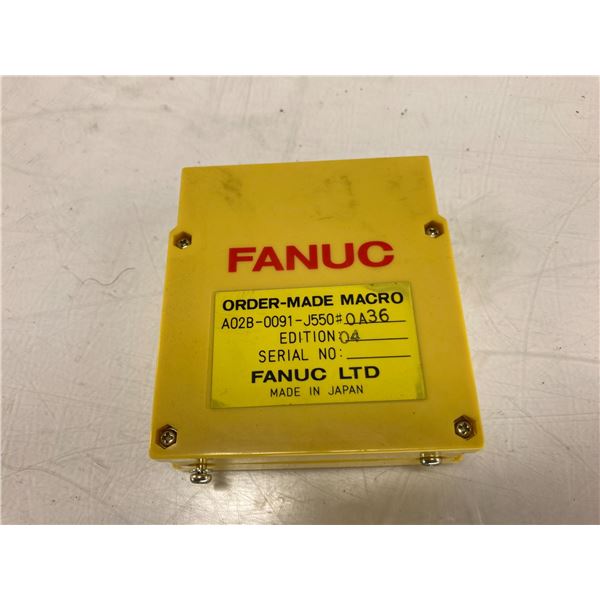 FANUC
ORDER-MADE MACRO
A02B-0091-J550#0A36
EDITION:04
SERIAL NO:
FANUC LTD
MADE IN JAPAN